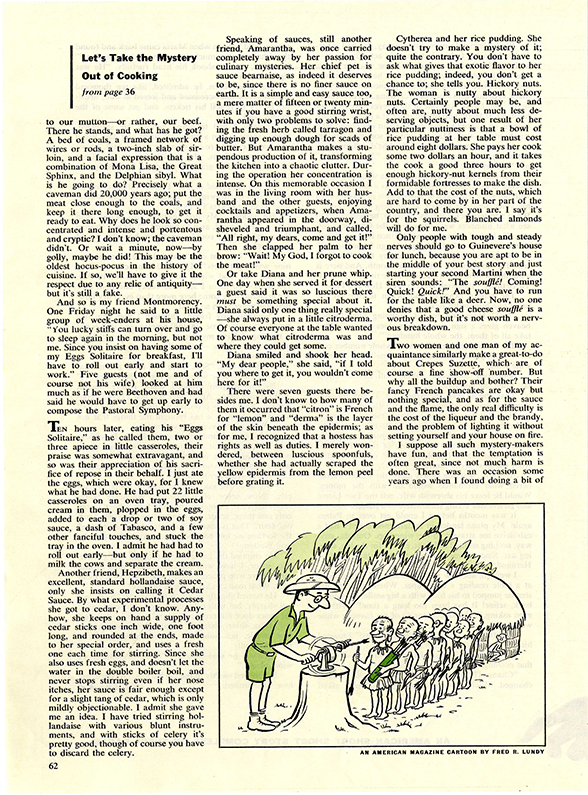 Let's Take the Mystery
Out of Cooking
from page 36
to our mutton—or rather, our beef.
There he stands, and what has he got?
A bed of coals, a framed network of
wires or rods, a two-inch slab of sir-
loin, and a facial expression that is a
combination of Mona Lisa, the Great
Sphinx, and the Delphian sibyl. What
is he going to do? Precisely what a
caveman did 20,000 years ago; put the
meat close enough to the coals, and
keep it there long enough, to get it
ready to eat. Why does he look so con-
centrated and intense and portentous
and cryptic? I don't know; the caveman
didn't. Or wait a minute, now—by
golly, maybe he did! This may be the
oldest hocus-pocus in the history of
cuisine. If so, we'll have to give it the
respect due to any relic of antiquity—
but it's still a fake.
And so is my friend Montmorency.
One Friday night he said to a little
group of week-enders at his house,
"You lucky stiffs can turn over and go
to sleep again in the morning, but not
me. Since you insist on having some of
my Eggs Solitaire for breakfast, I'll
have to roll out early and start to
work." Five guests (not me and of
course not his wife) looked at him
much as if he were Beethoven and had
said he would have to get up early to
compose the Pastoral Symphony.
TEN hours later, eating his "Eggs
Solitaire," as he called them, two or
three apiece in little casseroles, their
praise was somewhat extravagant, and
so was their appreciation of his sacri-
fice of repose in their behalf. I just ate
the eggs, which were okay, for I knew
what he had done. He had put 22 little
casseroles on an oven tray, poured
cream in them, plopped in the eggs,
added to each a drop or two of soy
sauce, a dash of Tabasco, and a few
other fanciful touches, and stuck the
tray in the oven. I admit he had had to
roll out early—but only if he had to
milk the cows and separate the cream.
Another friend, Hepzibeth, makes an
excellent, standard hollandaise sauce,
only she insists on calling it Cedar
Sauce. By what experimental processes
she got to cedar, I don't know. Any-
how, she keeps on hand a supply of
cedar sticks one inch wide, one foot
long, and rounded at the ends, made
to her special order, and uses a fresh
one each time for stirring. Since she
also uses fresh eggs, and doesn't let the
water in the double boiler boil, and
never stops stirring even if her nose
itches, her sauce is fair enough except
for a slight tang of cedar, which is only
mildly objectionable. I admit she gave
me an idea. I have tried stirring hol-
landaise with various blunt instru-
ments, and with sticks of celery it's
pretty good, though of course you have
to discard the celery.
Speaking of sauces, still another
friend, Amarantha, was once carried
completely away by her passion for
culinary mysteries. Her chief pet is
sauce bearnaise, as indeed it deserves
to be, since there is no finer sauce on
earth. It is a simple and easy sauce too,
a mere matter of fifteen or twenty min-
utes if you have a good stirring wrist,
with only two problems to solve: find-
ing the fresh herb called tarragon and
digging up enough dough for scads of
butter. But Amarantha makes a stu-
pendous production of it, transforming
the kitchen into a chaotic clutter. Dur-
ing the operation her concentration is
intense. On this memorable occasion I
was in the living room with her hus-
band and the other guests, enjoying
cocktails and appetizers, when Ama-
rantha appeared in the doorway, di-
sheveled and triumphant, and called,
"All right, my dears, come and get it!"
Then she clapped her palm to her
brow: "Wait! My God, I forgot to cook
the meat!"
Or take Diana and her prune whip.
One day when she served it for dessert
a guest said it was so luscious there
must be something special about it.
Diana said only one thing really special
—she always put in a little citroderma.
Of course everyone at the table wanted
to know what citroderma was and
where they could get some.
Diana smiled and shook her head.
"My dear people," she said, "if I told
you where to get it, you wouldn't come
here for it!"
There were seven guests there be-
sides me. I don't know to how many of
them it occurred that "citron" is French
for "lemon" and "derma" is the layer
of the skin beneath the epidermis; as
for me, I recognized that a hostess has
rights as well as duties. I merely won-
dered, between luscious spoonfuls,
whether she had actually scraped the
yellow epidermis from the lemon peel
before grating it.
Cytherea and her rice pudding. She
doesn't try to make a mystery of it;
quite the contrary. You don't have to
ask what gives that exotic flavor to her
rice pudding; indeed, you don't get a
chance to; she tells you. Hickory nuts.
The woman is nutty about hickory
nuts. Certainly people may be, and
often are, nutty about much less de-
serving objects, but one result of her
particular nuttiness is that a bowl of
rice pudding at her table must cost
around eight dollars. She pays her cook
some two dollars an hour, and it takes
the cook a good three hours to get
enough hickory-nut kernels from their
formidable fortresses to make the dish.
Add to that the cost of the nuts, which
are hard to come by in her part of the
country, and there you are. I say it's
for the squirrels. Blanched almonds
will do for me.
Only people with tough and steady
nerves should go to Guinevere's house
for lunch, because you are apt to be in
the middle of your best story and just
starting your second Martini when the
siren sounds: "The soufflé! Coming!
Quick! Quick!" And you have to run
for the table like a deer. Now, no one
denies that a good cheese soufflé is a
worthy dish, but it's not worth a nerv-
ous breakdown.
Two women and one man of my ac-
quaintance similarly make a great-to-do
about Crepes Suzette, which are of
course a fine show-off number. But
why all the buildup and bother? Their
fancy French pancakes are okay but
nothing special, and as for the sauce
and the flame, the only real difficulty is
the cost of the liqueur and the brandy,
and the problem of lighting it without
setting yourself and your house on fire.
I suppose all such mystery-makers
have fun, and that the temptation is
often great, since not much harm is
done. There was an occasion some
years ago when I found doing a bit of
AN AMERICAN MAGAZINE CARTOON BY FRED R. LUNDY
62